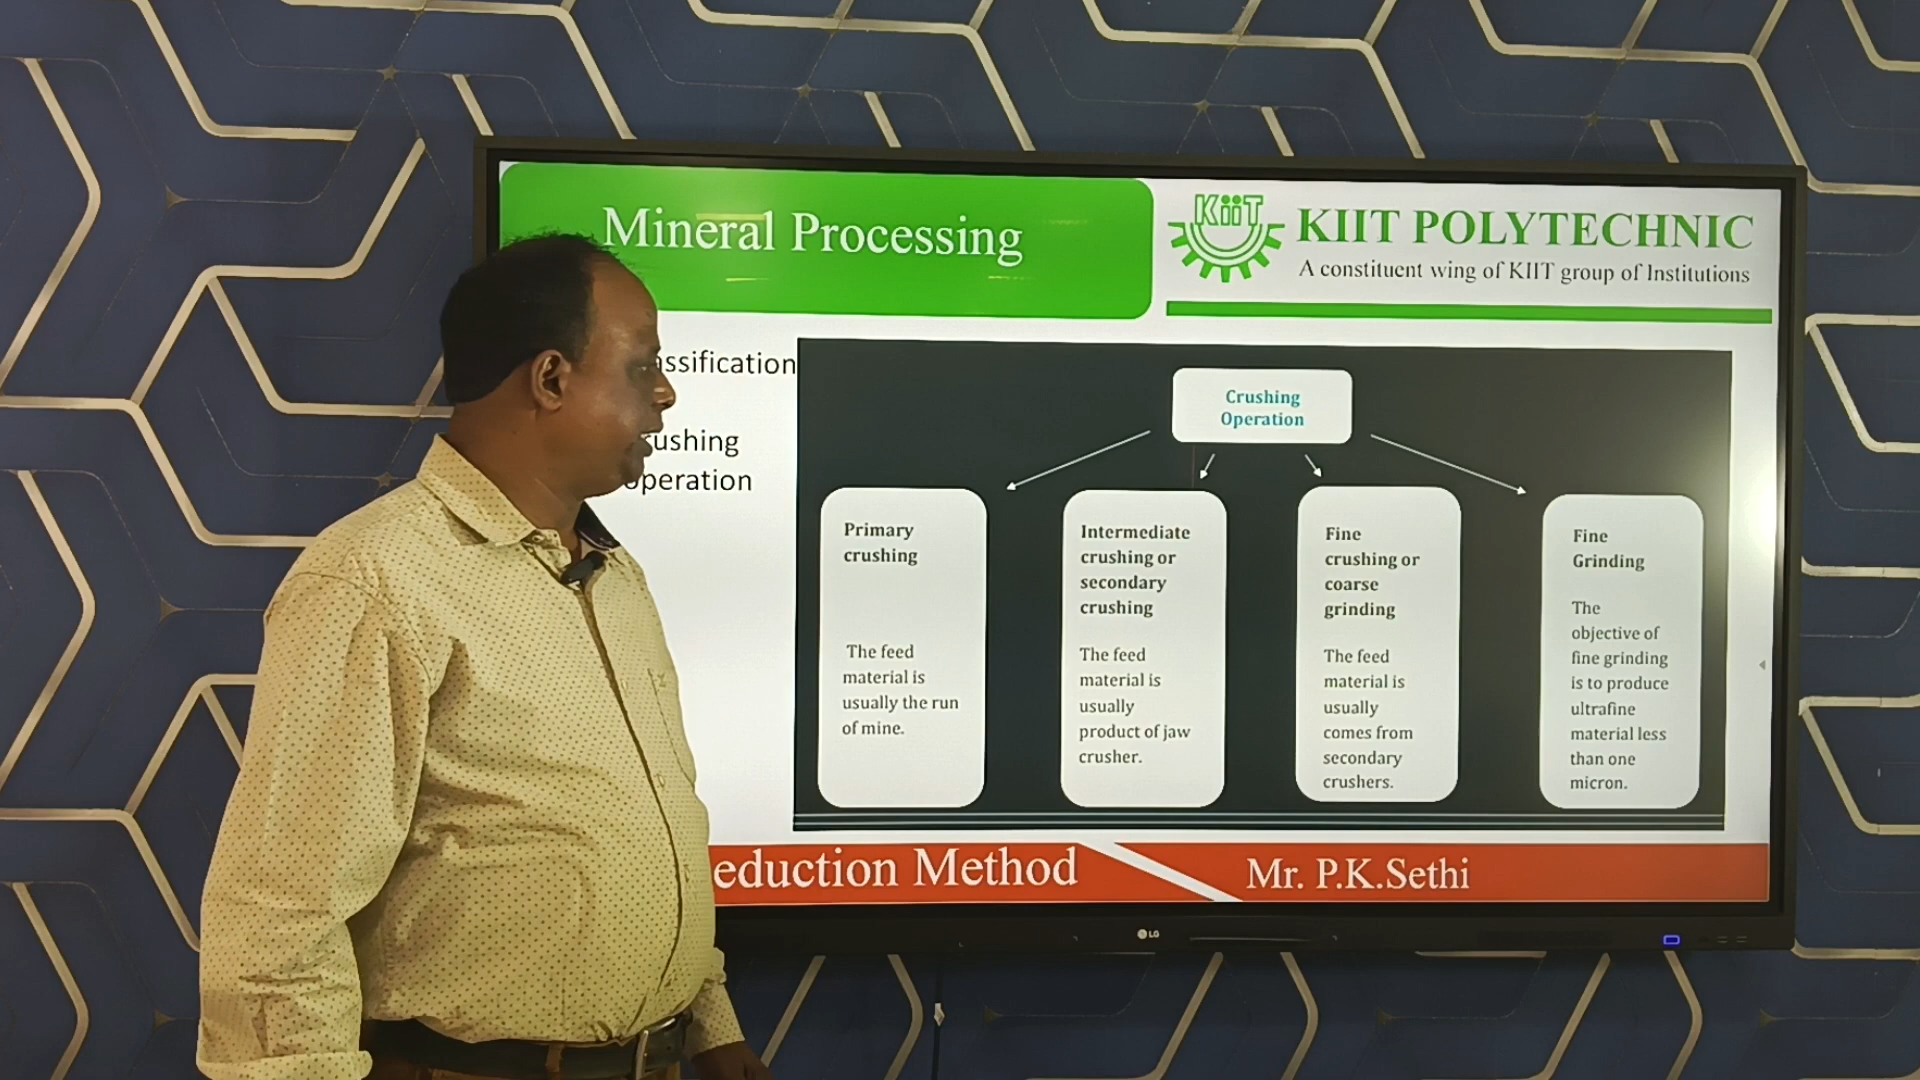 Mineral Processing
KiiT
KIIT POLYTECHNIC
A constituent wing of KIIT group of Institutions
assification
rushing
operation
Crushing
Operation
Primary
crushing
The feed
material is
usually the run
of mine.
Intermediate
crushing or
secondary
crushing
The feed
material is
usually
product of jaw
crusher.
Fine
crushing or
coarse
grinding
The feed
material is
usually
comes from
secondary
crushers.
Fine
Grinding
The
objective of
fine grinding
is to produce
ultrafine
material less
than one
micron.
eduction Method
Mr. P.K.Sethi
LG